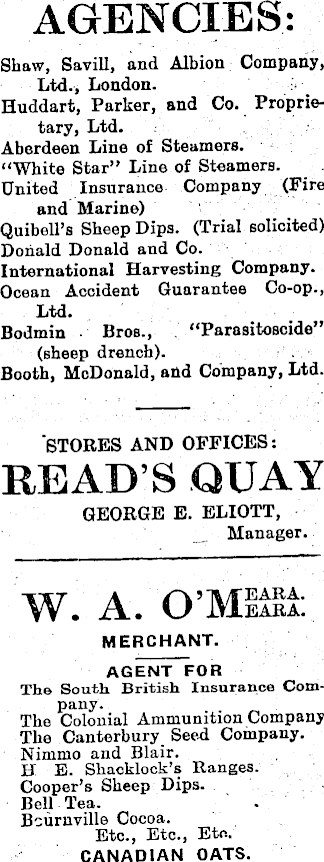 AGENCIES:
Shaw, Savill, and Albion Company,
Ltd., London.
Huddart, Parker, and Co. Proprie-
tary, Ltd.
Aberdeen Line of Steamers.
"White Star" Line of Steamers.
United Insurance Company (Fire
and Marine)
Quibell's Sheep Dips. (Trial solicited)
Donald Donald and Co.
International Harvesting Company.
Ocean Accident Guarantee Co-op.,
Ltd.
Bodmin Bros., "Parasitoscide"
(sheep drench).
Booth, McDonald, and Company, Ltd.
STORES AND OFFICES:
READ'S QUAY
GEORGE E. ELIOTT,
Manager.
W. A. O'MEARA.
MEARA.
MERCHANT.
AGENT FOR
The South British Insurance Com-
pany.
The Colonial Ammunition Company
The Canterbury Seed Company.
Nimmo and Blair.
H E. Shacklock's Ranges.
Cooper's Sheep Dips.
Bell Tea.
Bournville Cocoa.
Etc., Etc., Etc.
CANADIAN OATS.